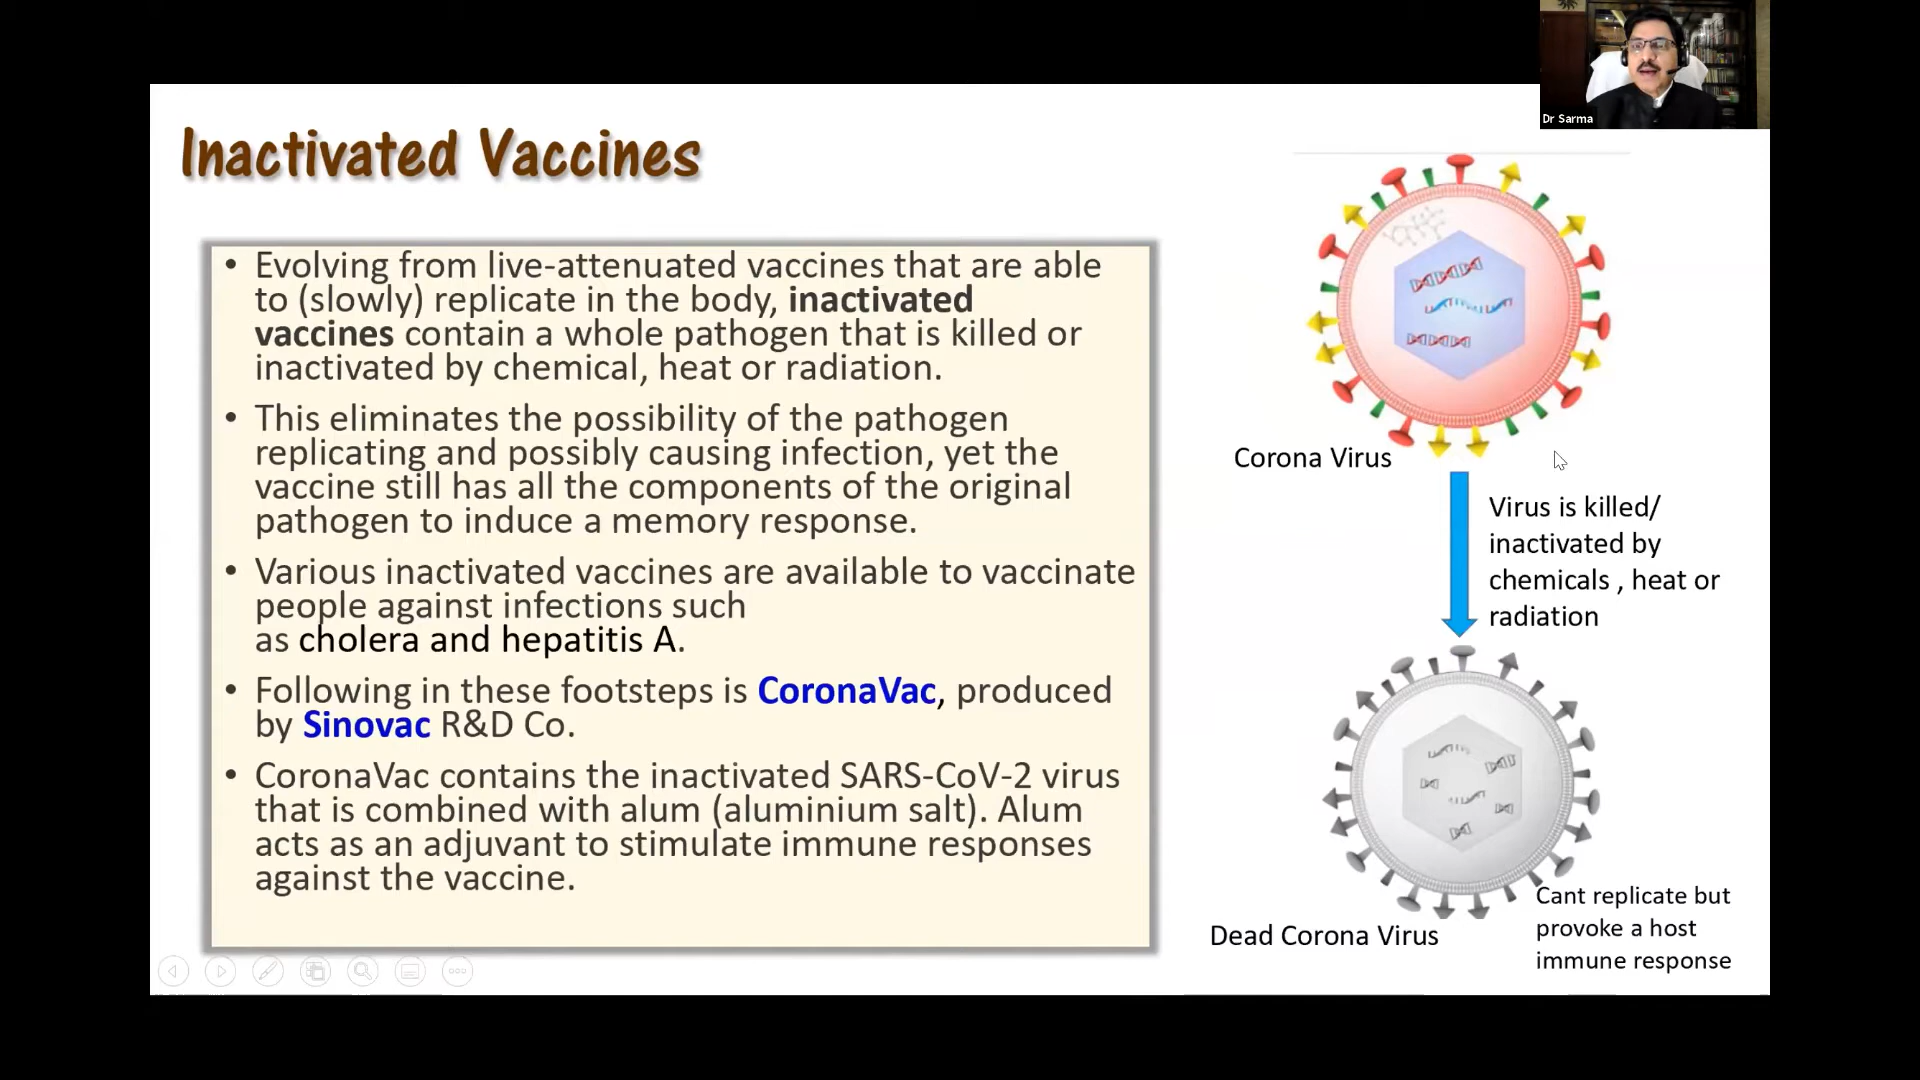 Dr Sarma
Inactivated Vaccines
• Evolving from live-attenuated vaccines that are able
to (slowly) replicate in the body, inactivated
vaccines contain a whole pathogen that is killed or
inactivated by chemical, heat or radiation.
• This eliminates the possibility of the pathogen
replicating and possibly causing infection, yet the
vaccine still has all the components of the original
pathogen to induce a memory response.
• Various inactivated vaccines are available to vaccinate
people against infections such
as cholera and hepatitis A.
• Following in these footsteps is CoronaVac, produced
by Sinovac R&D Co.
• CoronaVac contains the inactivated SARS-CoV-2 virus
that is combined with alum (aluminium salt). Alum
acts as an adjuvant to stimulate immune responses
against the vaccine.
Corona Virus
Virus is killed/
inactivated by
chemicals , heat or
radiation
Dead Corona Virus
Cant replicate but
provoke a host
immune response